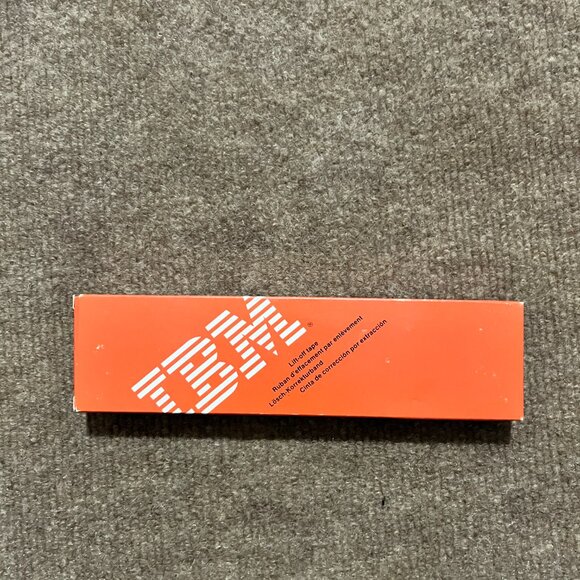 IBM®
Lift-off tape
Ruban d'effacement par enlèvement
Lösch-Korrekturband
Cinta de corrección por extracción